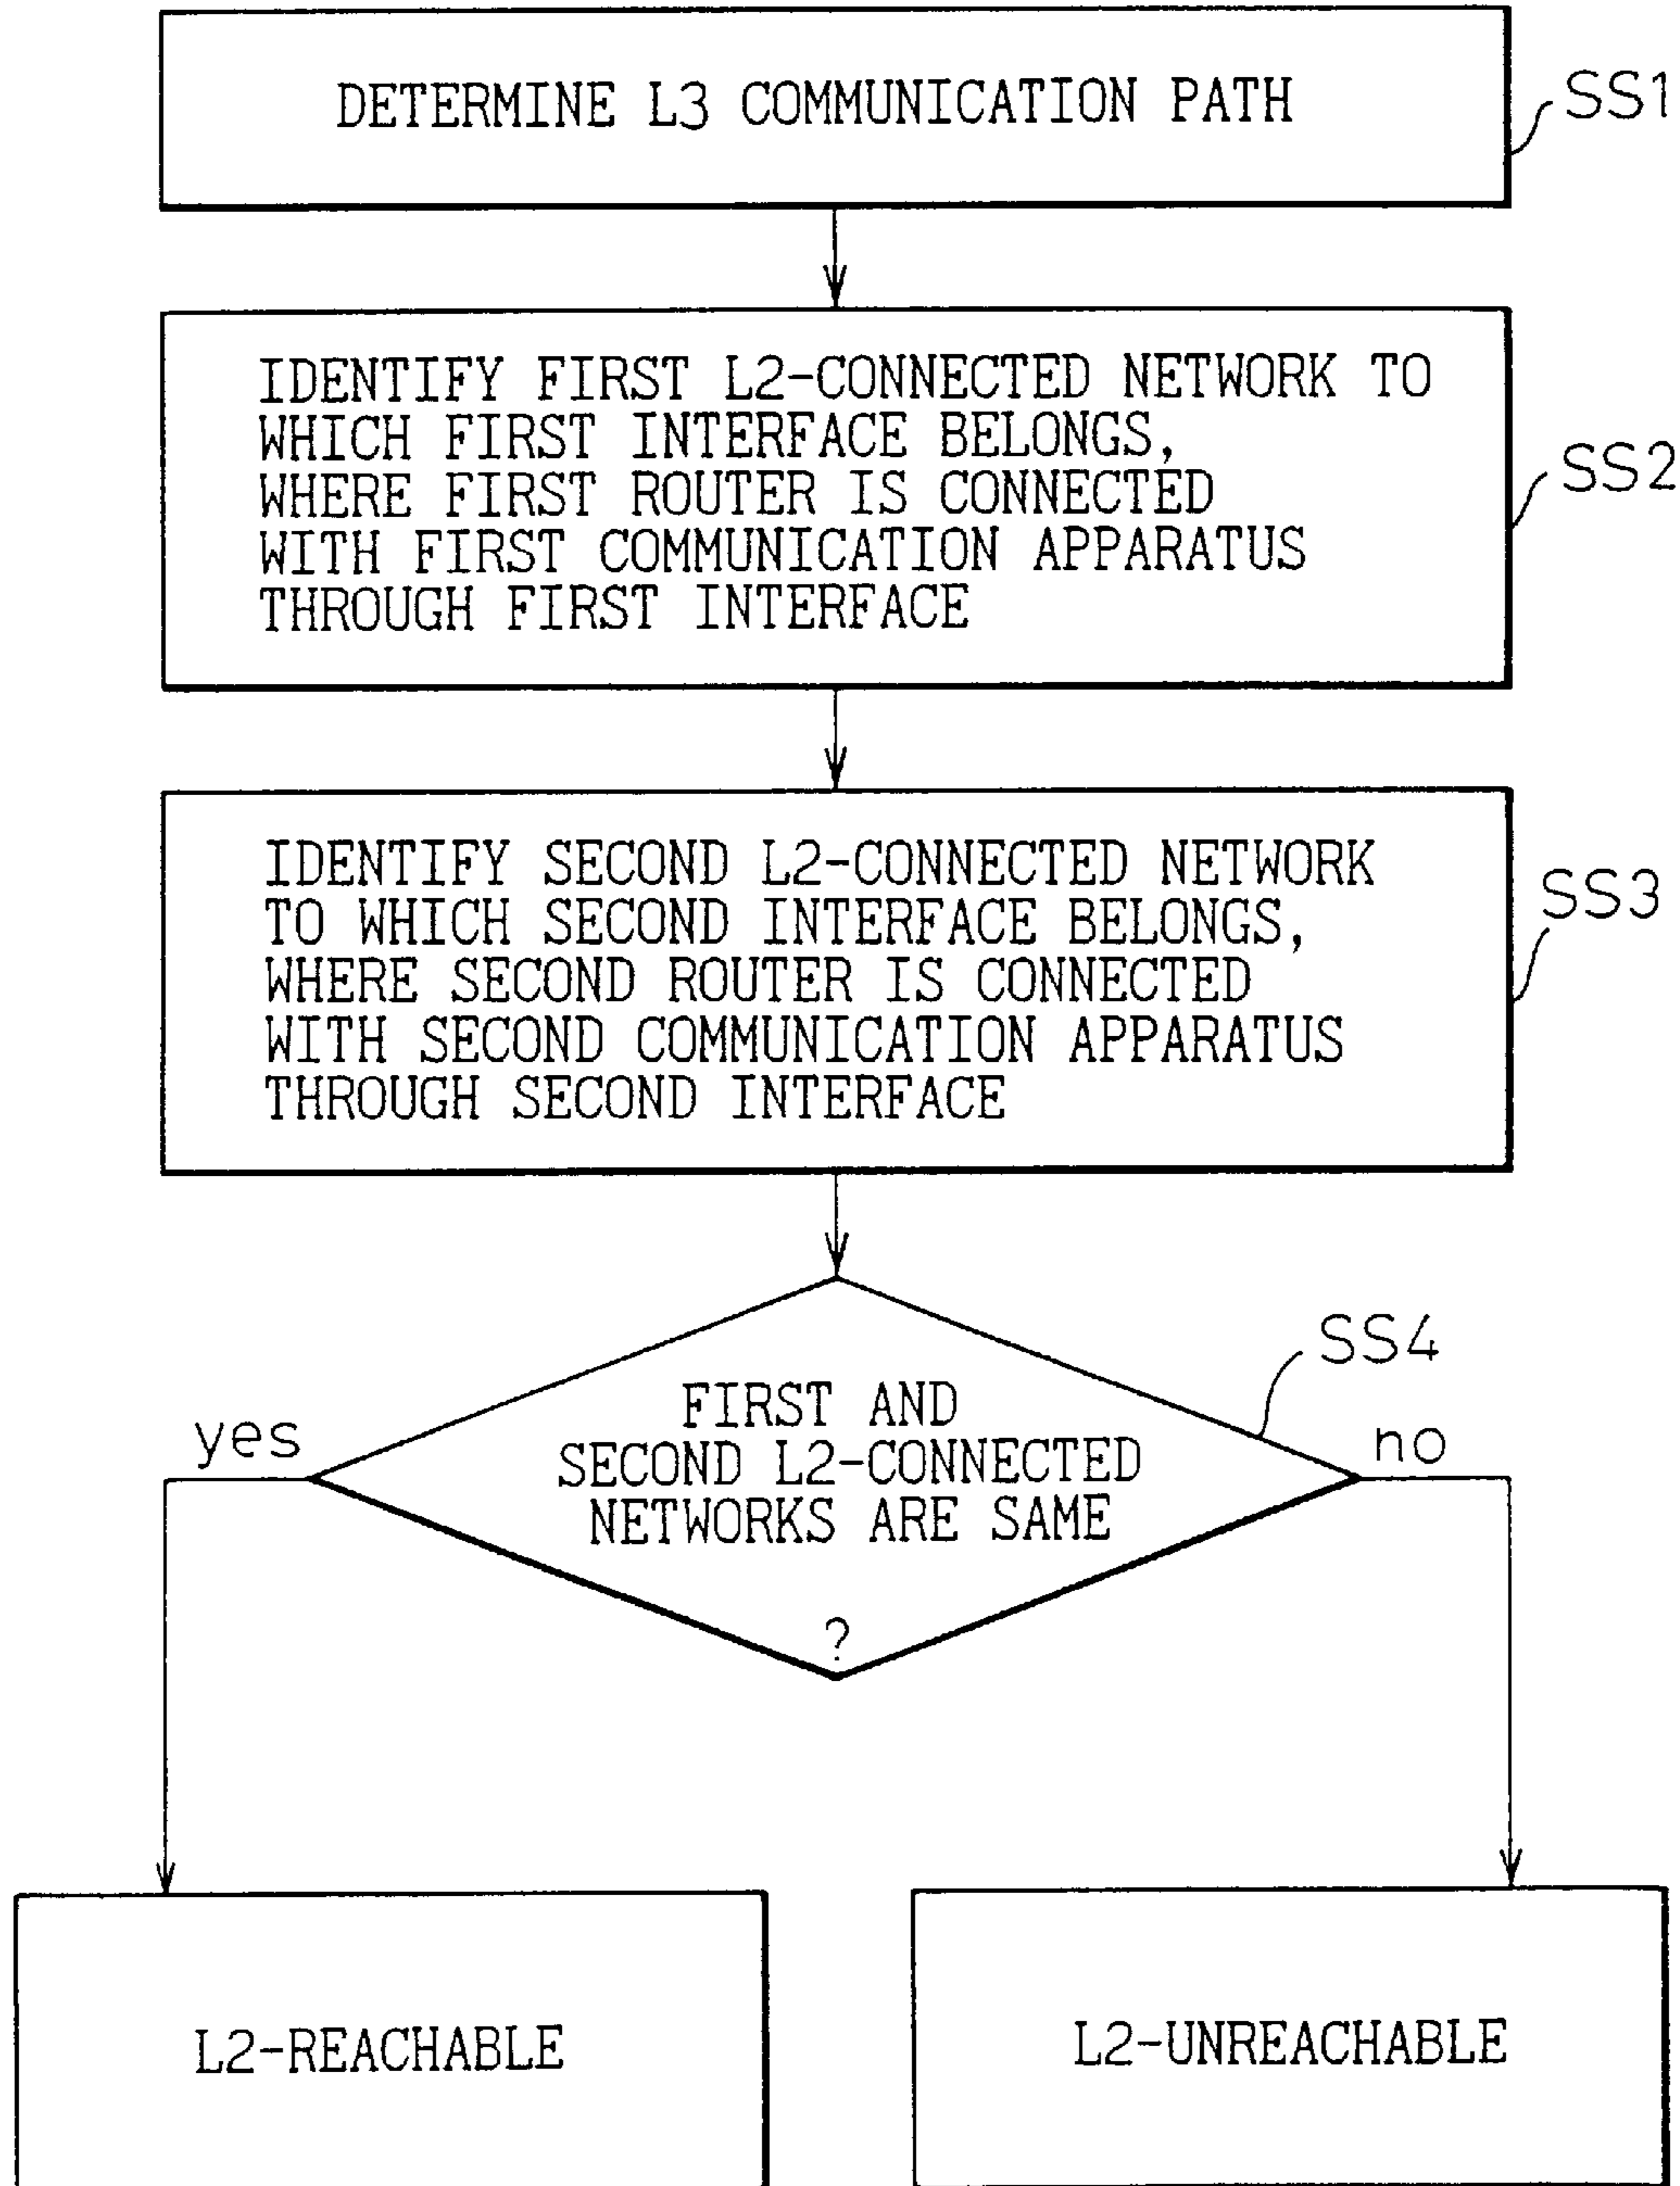 DETERMINE L3 COMMUNICATION PATH
SS1
IDENTIFY FIRST L2-CONNECTED NETWORK TO
WHICH FIRST INTERFACE BELONGS,
WHERE FIRST ROUTER IS CONNECTED
WITH FIRST COMMUNICATION APPARATUS
THROUGH FIRST INTERFACE
SS2
IDENTIFY SECOND L2-CONNECTED NETWORK
TO WHICH SECOND INTERFACE BELONGS,
WHERE SECOND ROUTER IS CONNECTED
WITH SECOND COMMUNICATION APPARATUS
THROUGH SECOND INTERFACE
SS3
SS4
FIRST AND
SECOND L2-CONNECTED
NETWORKS ARE SAME
?
yes
no
L2-REACHABLE
L2-UNREACHABLE